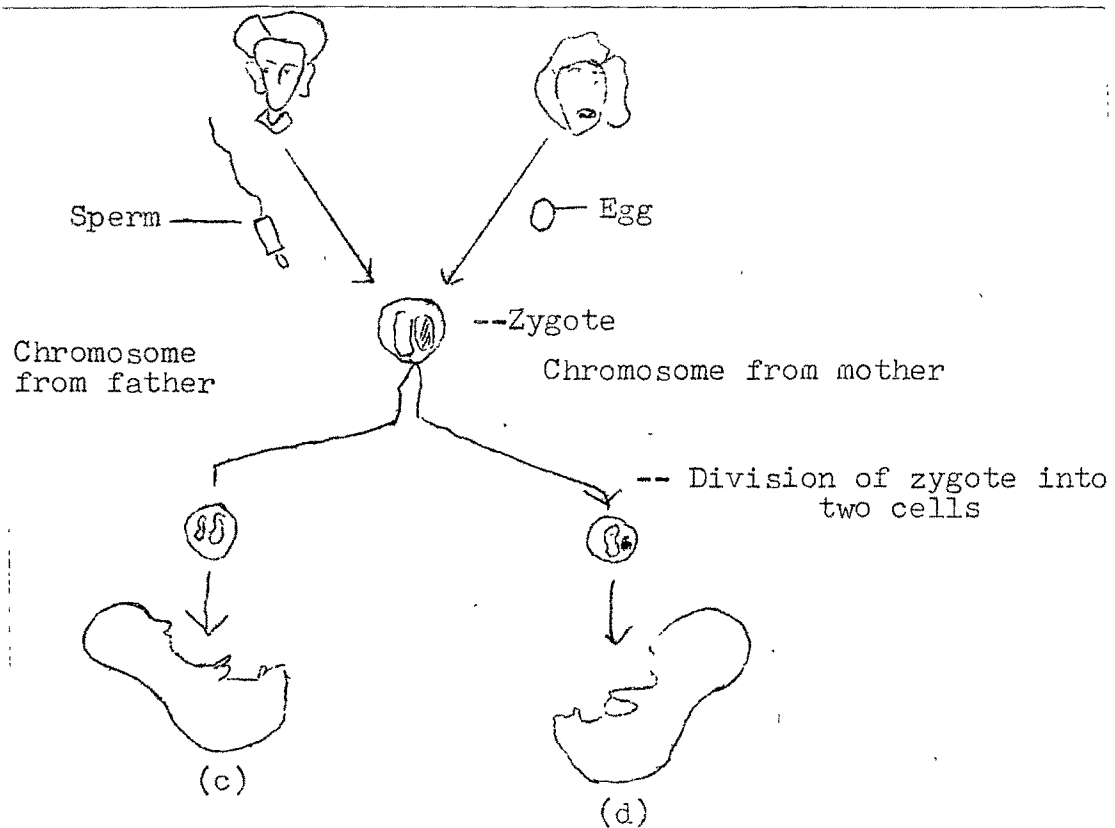 Sperm
Egg
--Zygote
Chromosome
from father
Chromosome from mother
-- Division of zygote into
two cells
(c)
(d)